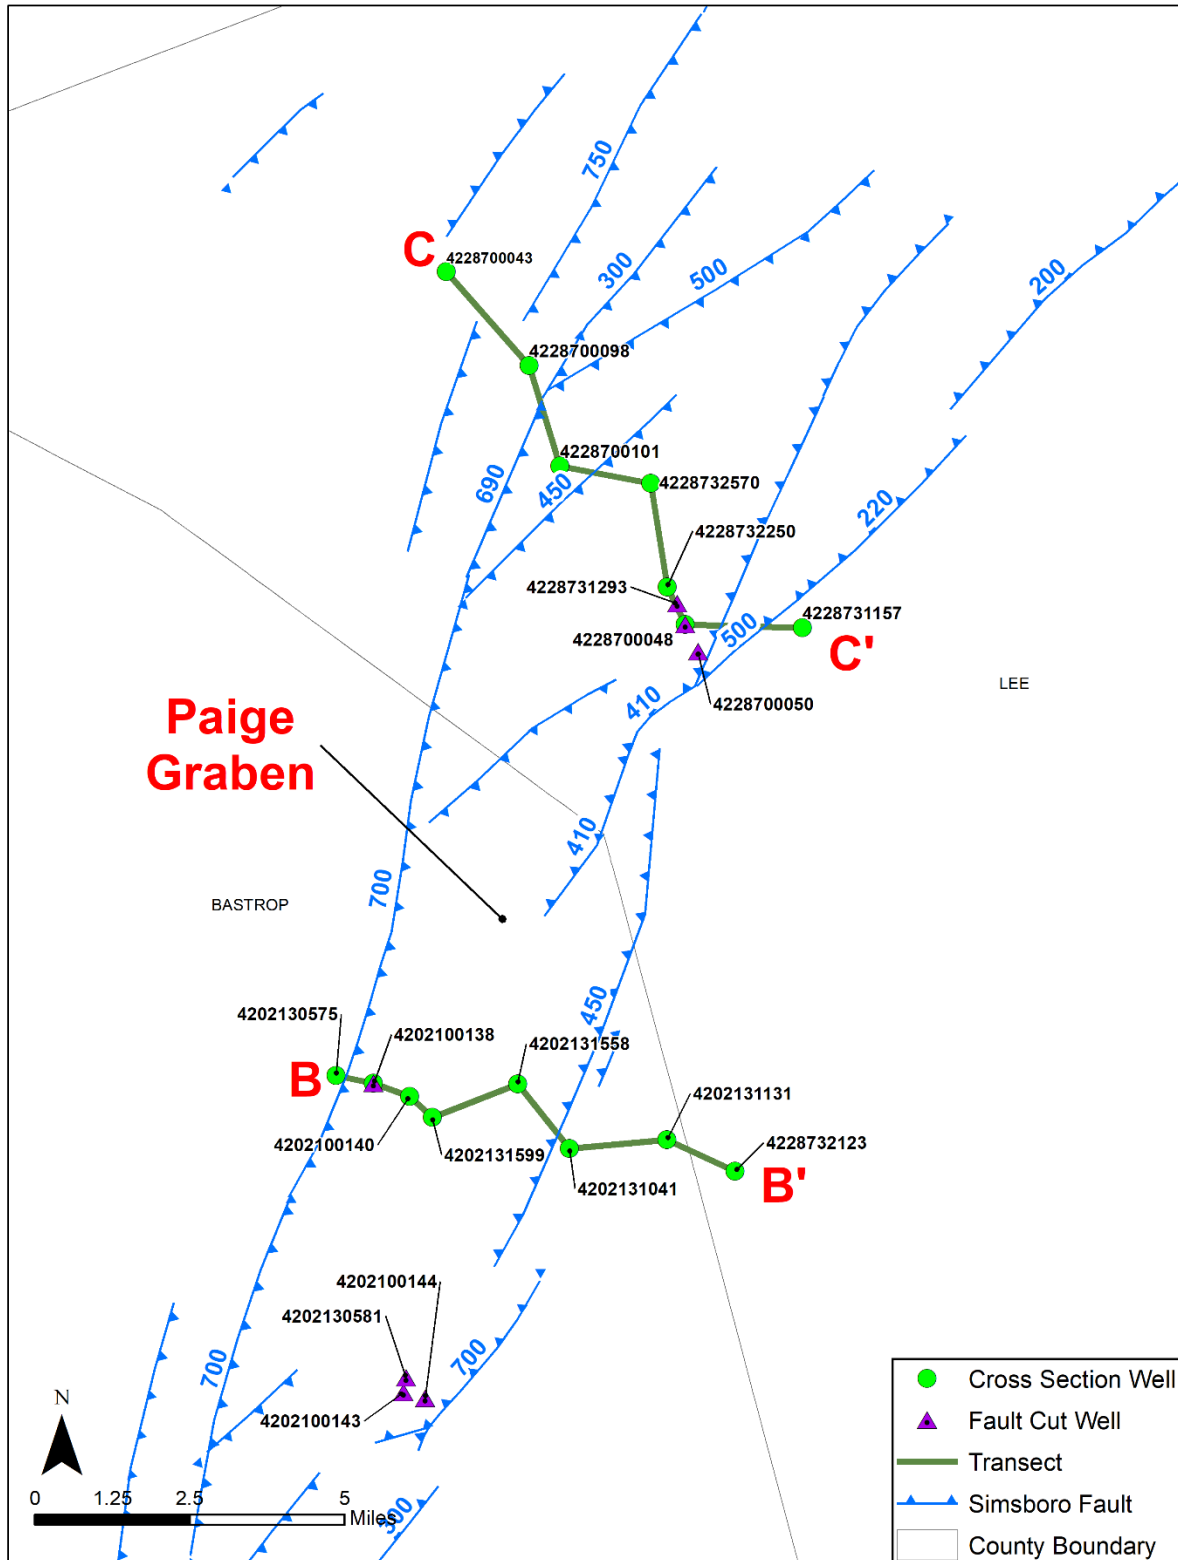 750
C
4228700043
300
500
200
4228700098
4228700101
690
450
4228732570
220
4228732250
4228731293
4228731157
500
4228700048
C'
LEE
410
4228700050
Paige
Graben
410
700
BASTROP
450
4202130575
4202100138
4202131558
B
4202131131
4202100140
4202131599
4228732123
4202131041
B'
4202100144
4202130581
700
700
4202100143
N
300
0 1.25 2.5 5
Miles
Cross Section Well
Fault Cut Well
Transect
Simsboro Fault
County Boundary